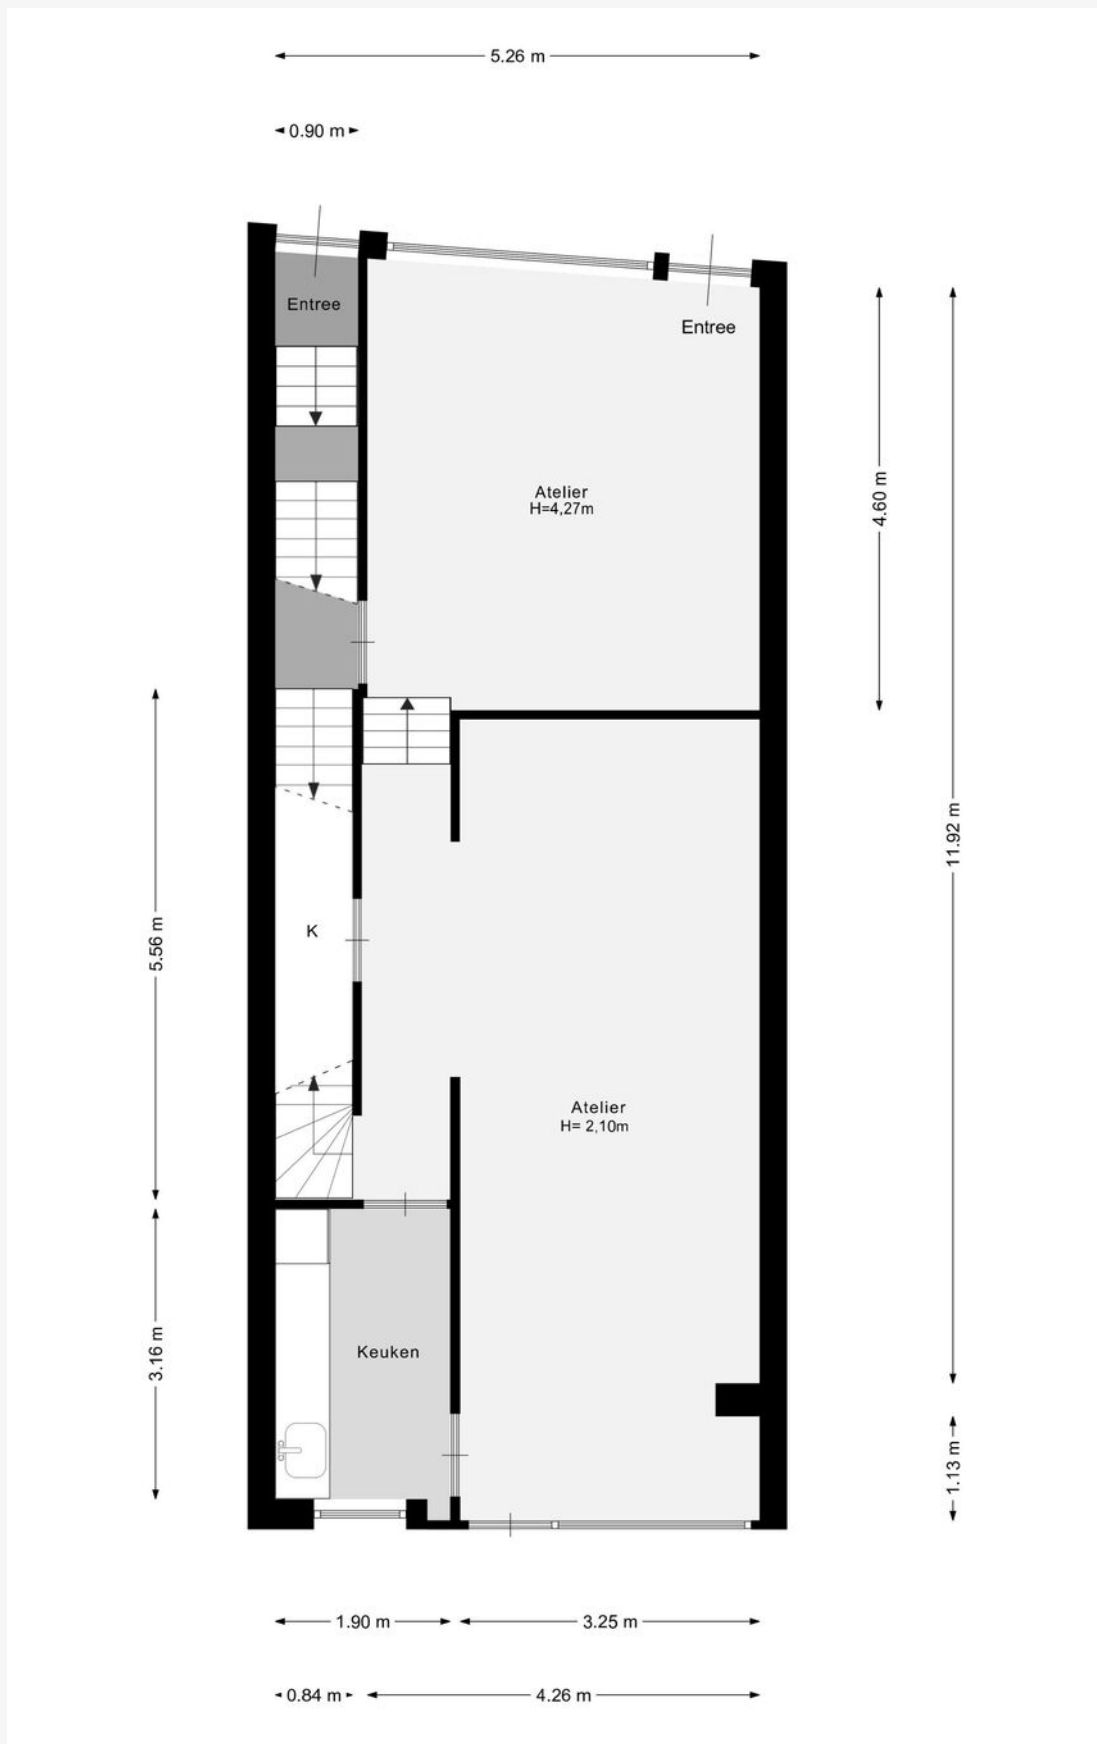 5.26 m
0.90 m
Entree
Entree
Atelier
H=4,27m
4.60 m
11.92 m
5.56 m
K
Atelier
H= 2,10m
Keuken
3.16 m
1.13 m
1.90 m
3.25 m
0.84 m
4.26 m